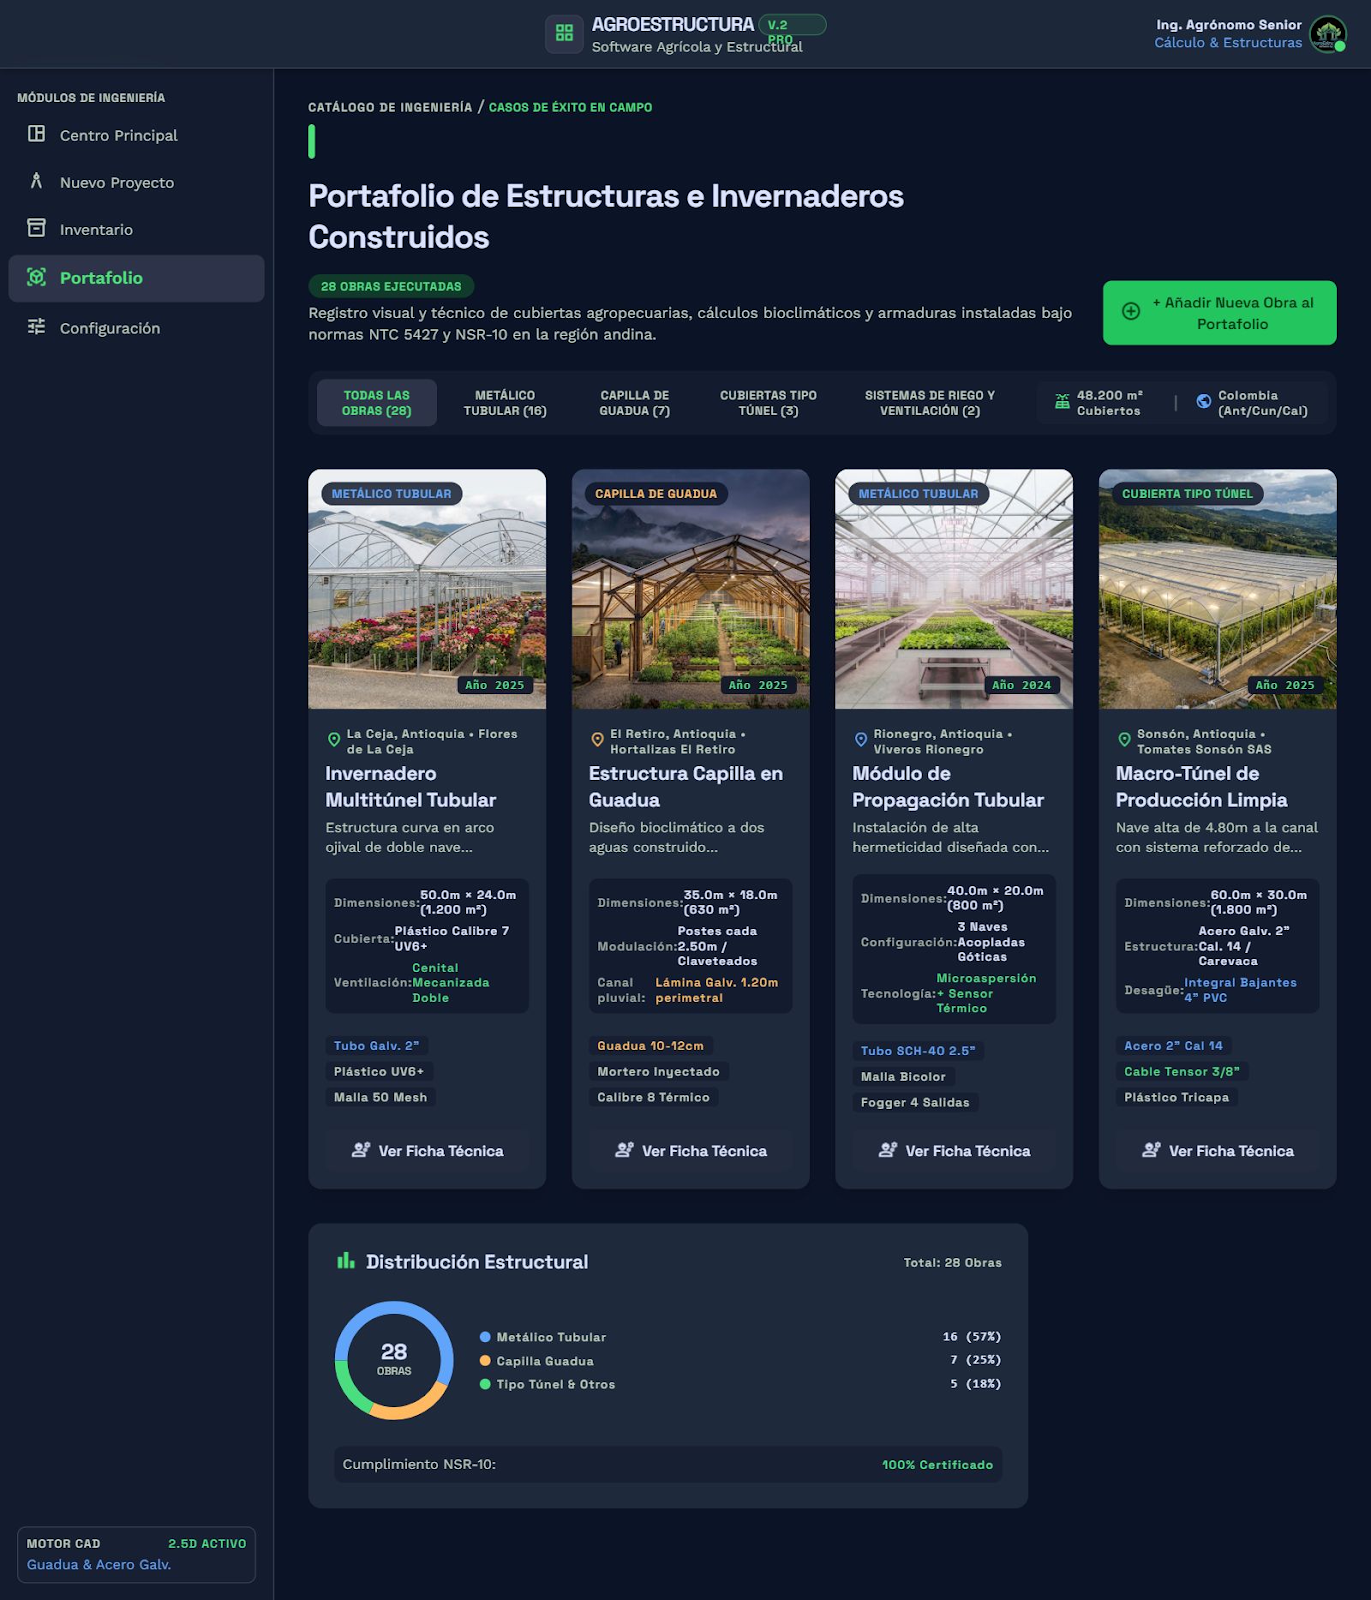 AGROESTRUCTURA V.2 PRO
Software Agrícola y Estructural
Ing. Agrónomo Senior
Cálculo & Estructuras
MÓDULOS DE INGENIERÍA
Centro Principal
Nuevo Proyecto
Inventario
Portafolio
Configuración
MOTOR CAD 2.5D ACTIVO
Guadua & Acero Galv.
CATÁLOGO DE INGENIERÍA / CASOS DE ÉXITO EN CAMPO
Portafolio de Estructuras e Invernaderos
Construidos
28 OBRAS EJECUTADAS
Registro visual y técnico de cubiertas agropecuarias, cálculos bioclimáticos y armaduras instaladas bajo
normas NTC 5427 y NSR-10 en la región andina.
+ Añadir Nueva Obra al
Portafolio
TODAS LAS
OBRAS (28)
METÁLICO
TUBULAR (16)
CAPILLA DE
GUADUA (7)
CUBIERTAS TIPO
TÚNEL (3)
SISTEMAS DE RIEGO Y
VENTILACIÓN (2)
48.200 m²
Cubiertos
|
Colombia
(Ant/Cun/Cal)
METÁLICO TUBULAR
Año 2025
La Ceja, Antioquia • Flores
de La Ceja
Invernadero
Multitúnel Tubular
Estructura curva en arco
ojival de doble nave...
Dimensiones: 50.0m × 24.0m
(1.200 m²)
Cubierta: Plástico Calibre 7
UV6+
Ventilación: Cenital
Mecanizada
Doble
Tubo Galv. 2"
Plástico UV6+
Malla 50 Mesh
Ver Ficha Técnica
CAPILLA DE GUADUA
Año 2025
El Retiro, Antioquia •
Hortalizas El Retiro
Estructura Capilla en
Guadua
Diseño bioclimático a dos
aguas construido...
Dimensiones: 35.0m × 18.0m
(630 m²)
Modulación: Postes cada
2.50m /
Claveteados
Canal
pluvial:
Lámina Galv. 1.20m
perimetral
Guadua 10-12cm
Mortero Inyectado
Calibre 8 Térmico
Ver Ficha Técnica
METÁLICO TUBULAR
Año 2024
Rionegro, Antioquia •
Viveros Rionegro
Módulo de
Propagación Tubular
Instalación de alta
hermeticidad diseñada con...
Dimensiones: 40.0m × 20.0m
(800 m²)
Configuración: 3 Naves
Acopladas
Góticas
Tecnología: Microaspersión
+ Sensor
Térmico
Tubo SCH-40 2.5"
Malla Bicolor
Fogger 4 Salidas
Ver Ficha Técnica
CUBIERTA TIPO TÚNEL
Año 2025
Sonsón, Antioquia •
Tomates Sonsón SAS
Macro-Túnel de
Producción Limpia
Nave alta de 4.80m a la canal
con sistema reforzado de...
Dimensiones: 60.0m × 30.0m
(1.800 m²)
Estructura: Acero Galv. 2"
Cal. 14 /
Carevaca
Desagüe: Integral Bajantes
4" PVC
Acero 2" Cal 14
Cable Tensor 3/8"
Plástico Tricapa
Ver Ficha Técnica
Distribución Estructural
Total: 28 Obras
28
OBRAS
Metálico Tubular 16 (57%)
Capilla Guadua 7 (25%)
Tipo Túnel & Otros 5 (18%)
Cumplimiento NSR-10: 100% Certificado